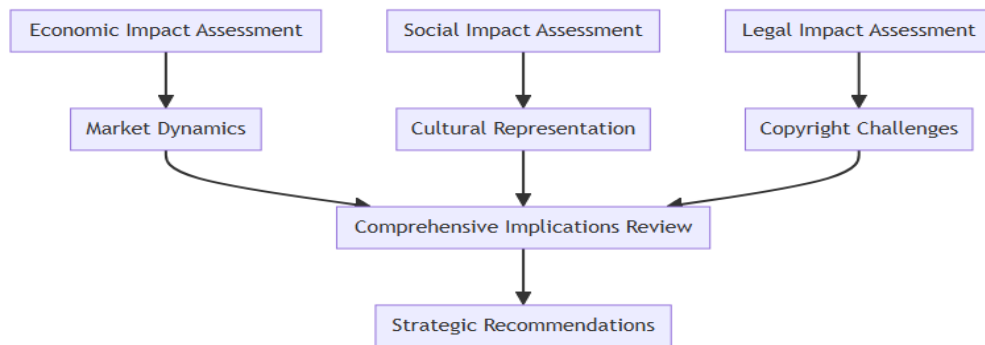 Economic Impact Assessment
Social Impact Assessment
Legal Impact Assessment
Market Dynamics
Cultural Representation
Copyright Challenges
Comprehensive Implications Review
Strategic Recommendations